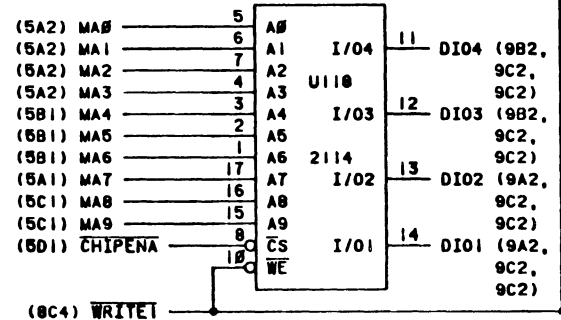 (5A2) MAØ 5 AØ
(5A2) MA1 6 A1 I/O4 11 DIO4 (9B2,
(5A2) MA2 7 A2 9C2,
(5A2) MA3 4 A3 U118 9C2)
(5B1) MA4 3 A4 I/O3 12 DIO3 (9B2,
(5B1) MA5 2 A5 9C2,
(5B1) MA6 1 A6 2114 9C2)
(5A1) MA7 17 A7 I/O2 13 DIO2 (9A2,
(5C1) MA8 16 A8 9C2,
(5C1) MA9 15 A9 9C2)
(5D1) CHIPENA 8 CS I/O1 14 DIO1 (9A2,
1Ø WE 9C2,
9C2)
(8C4) WRITE1